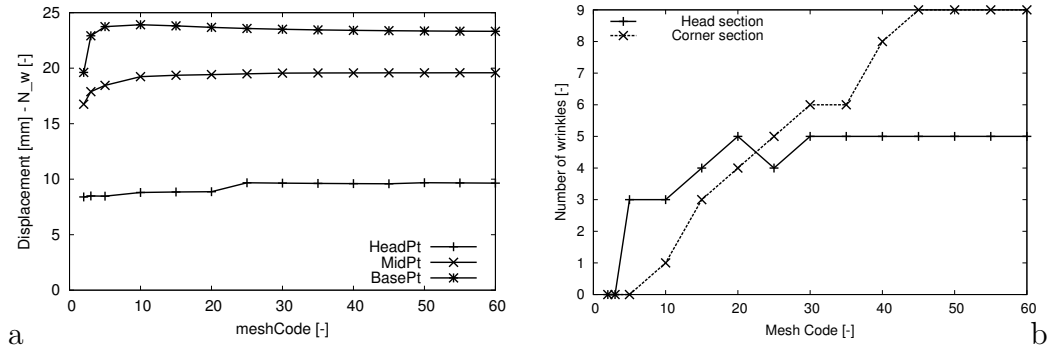 25
20
15
10
5
0
Displacement [mm] - N_w [-]
HeadPt
MidPt
BasePt
0 10 20 30 40 50 60
meshCode [-]
a
9
8
7
6
5
4
3
2
1
0
Number of wrinkles [-]
Head section
Corner section
0 10 20 30 40 50 60
Mesh Code [-]
b